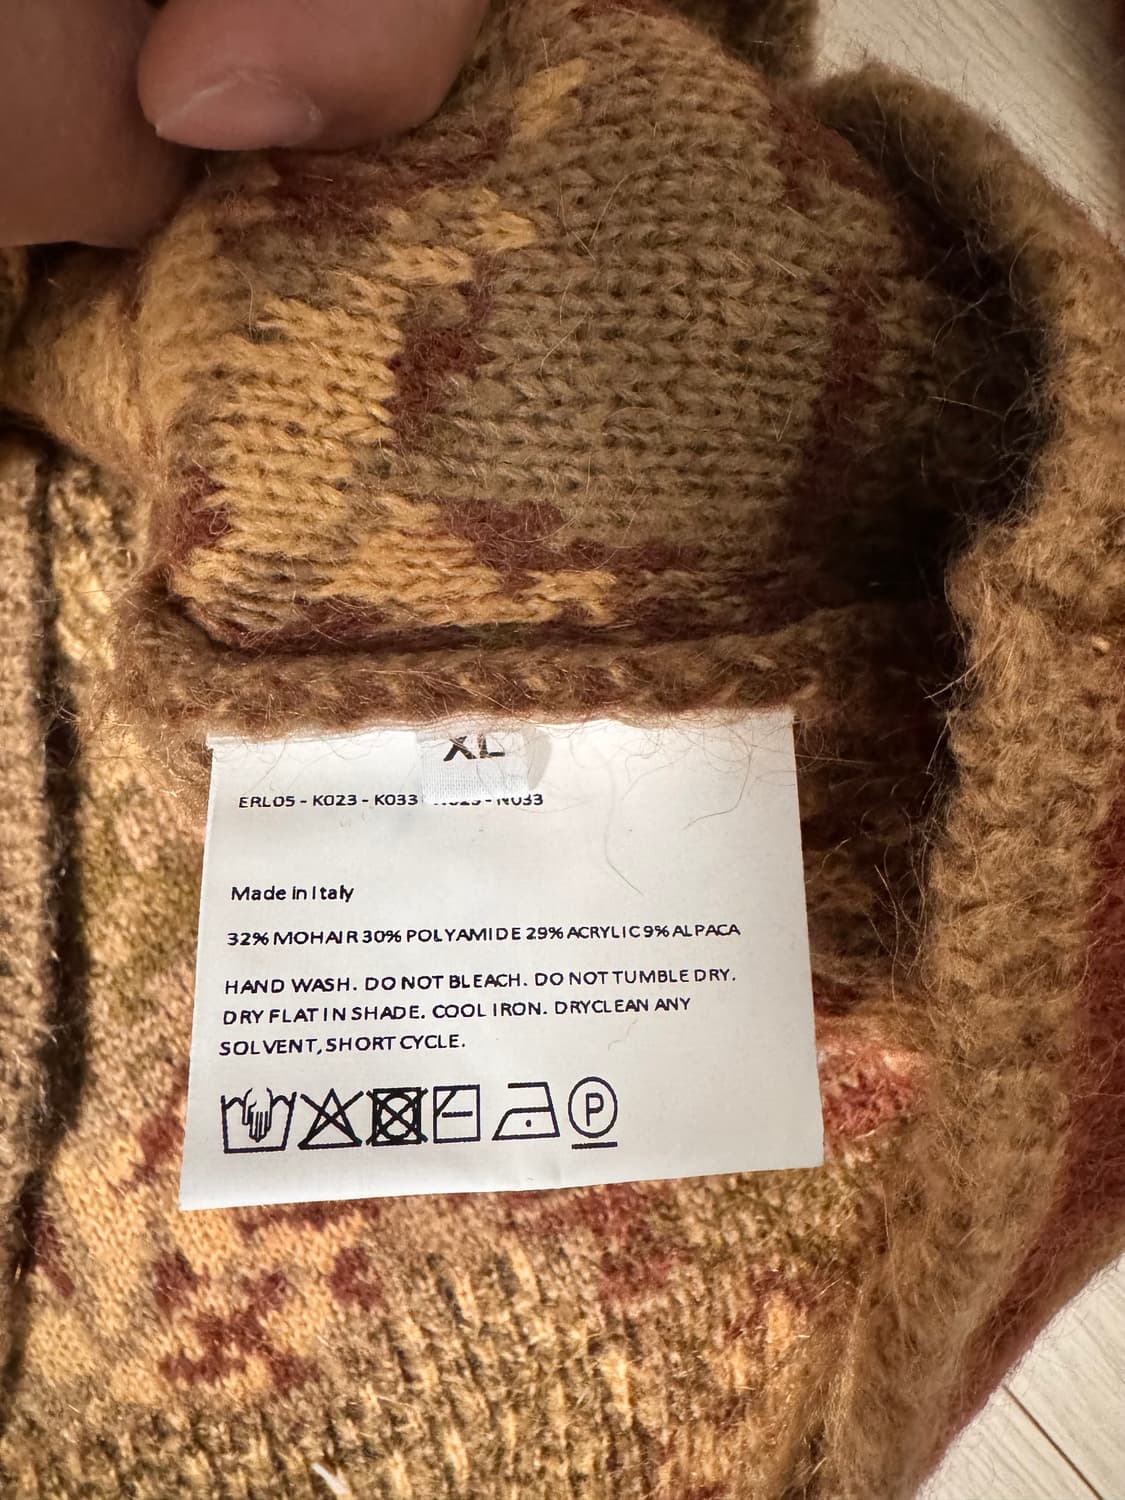 XL
ERL05 - K023 - K033 - N033
Made in Italy
32% MOHAIR 30% POLYAMIDE 29% ACRYLIC 9% ALPACA
HAND WASH. DO NOT BLEACH. DO NOT TUMBLE DRY.
DRY FLAT IN SHADE. COOL IRON. DRYCLEAN ANY
SOLVENT, SHORT CYCLE.
P